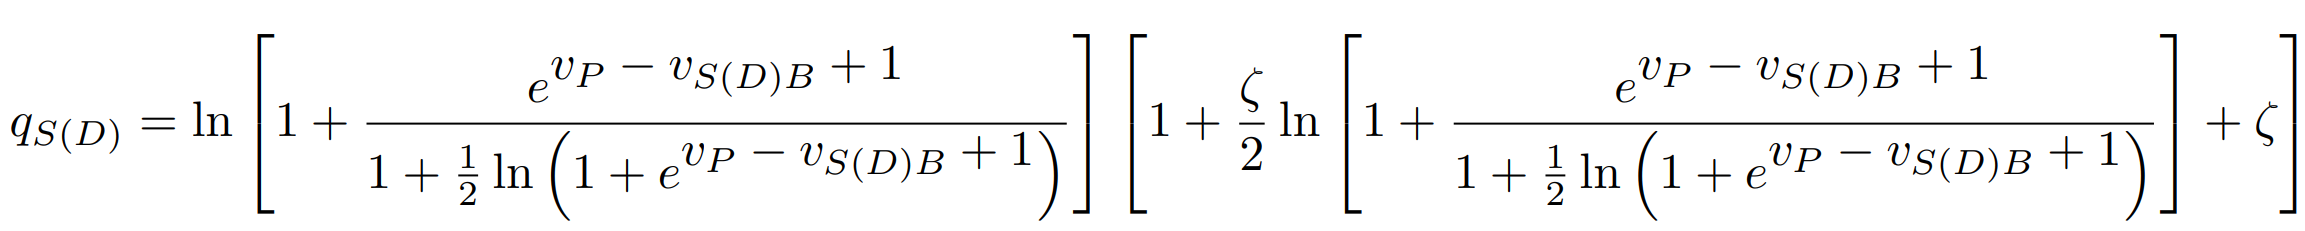 $q_{S(D)} = \ln \left[ 1 + \frac{e^{v_P - v_{S(D)B} + 1}}{1 + \frac{1}{2} \ln \left( 1 + e^{v_P - v_{S(D)B} + 1} \right)} \right] \left[ 1 + \frac{\zeta}{2} \ln \left[ 1 + \frac{e^{v_P - v_{S(D)B} + 1}}{1 + \frac{1}{2} \ln \left( 1 + e^{v_P - v_{S(D)B} + 1} \right)} \right] + \zeta \right]$